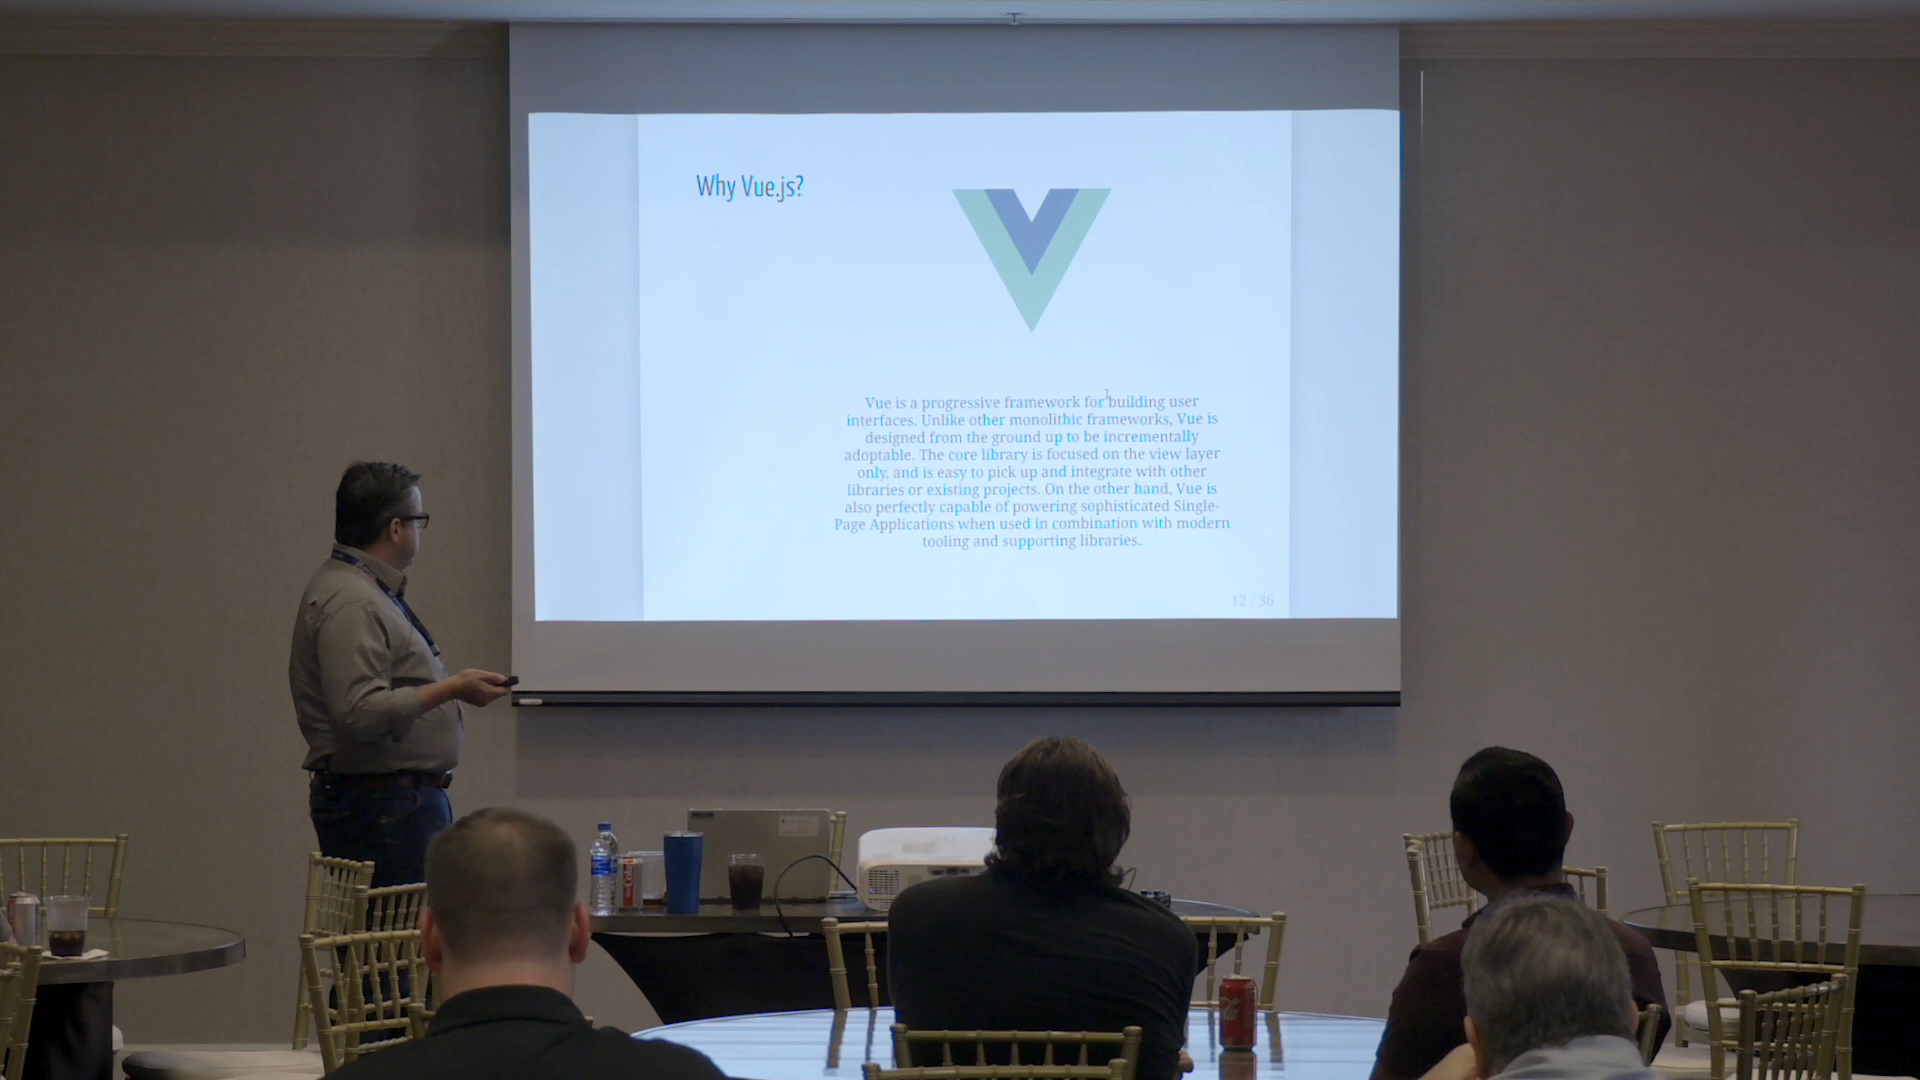 Why Vue.js?
Vue is a progressive framework for building user
interfaces. Unlike other monolithic frameworks, Vue is
designed from the ground up to be incrementally
adoptable. The core library is focused on the view layer
only, and is easy to pick up and integrate with other
libraries or existing projects. On the other hand, Vue is
also perfectly capable of powering sophisticated Single-
Page Applications when used in combination with modern
tooling and supporting libraries.
12 / 36